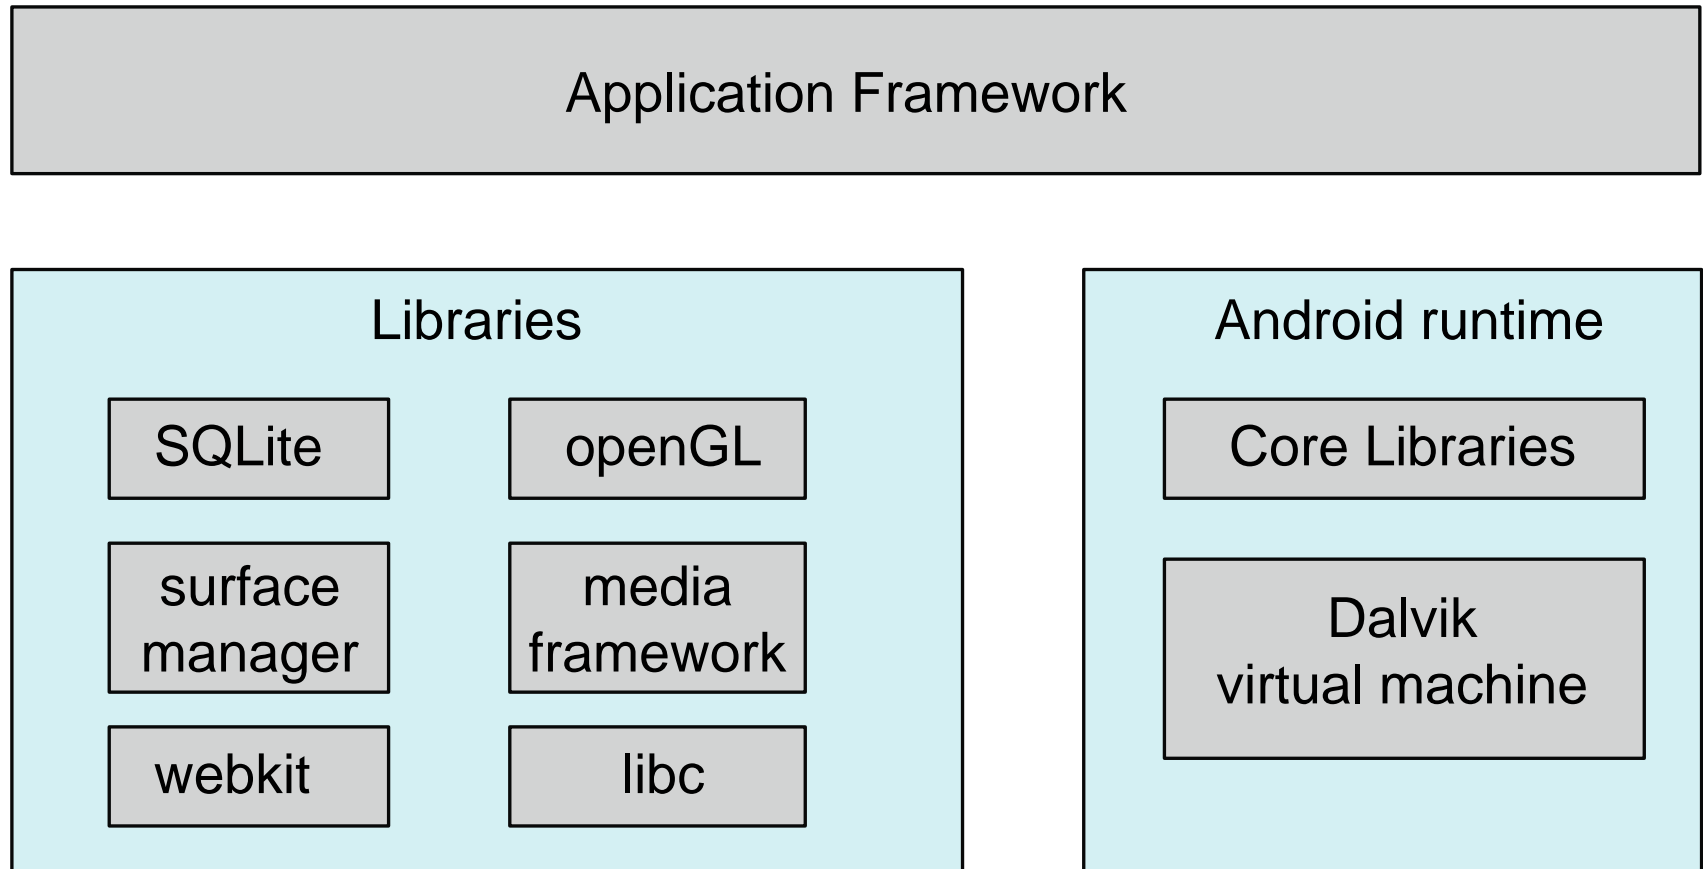 Application Framework
Libraries
SQLite
openGL
surface
manager
media
framework
webkit
libc
Android runtime
Core Libraries
Dalvik
virtual machine